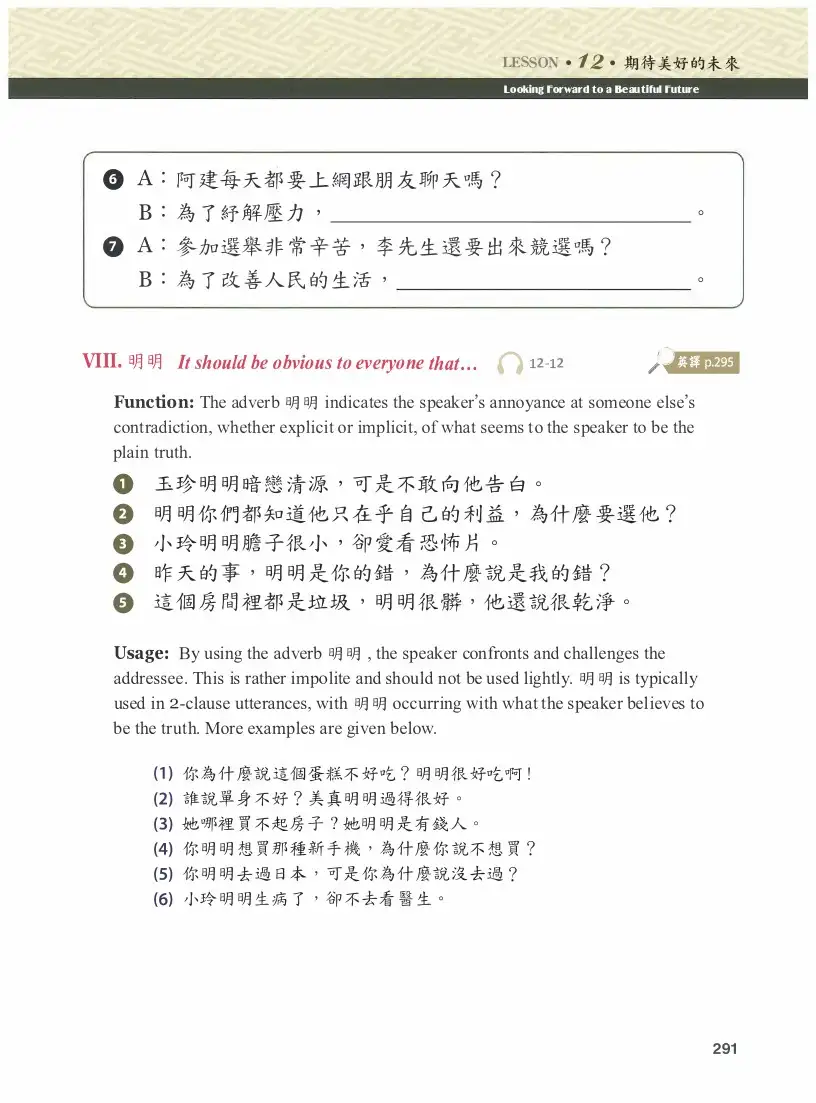 LESSON • 12 • 期待美好的未來
Looking Forward to a Beautiful Future
6 A：阿建每天都要上網跟朋友聊天嗎？
B：為了紓解壓力，________________________________。
7 A：參加選舉非常辛苦，李先生還要出來競選嗎？
B：為了改善人民的生活，__________________________。
VIII. 明明 It should be obvious to everyone that… 12-12 英譯 p.295
Function: The adverb 明明 indicates the speaker's annoyance at someone else's
contradiction, whether explicit or implicit, of what seems to the speaker to be the
plain truth.
1 玉珍明明暗戀清源，可是不敢向他告白。
2 明明你們都知道他只在乎自己的利益，為什麼要選他？
3 小玲明明膽子很小，卻愛看恐怖片。
4 昨天的事，明明是你的錯，為什麼說是我的錯？
5 這個房間裡都是垃圾，明明很髒，他還說很乾淨。
Usage: By using the adverb 明明 , the speaker confronts and challenges the
addressee. This is rather impolite and should not be used lightly. 明明 is typically
used in 2-clause utterances, with 明明 occurring with what the speaker believes to
be the truth. More examples are given below.
(1) 你為什麼說這個蛋糕不好吃？明明很好吃啊！
(2) 誰說單身不好？美真明明過得很好。
(3) 她哪裡買不起房子？她明明是有錢人。
(4) 你明明想買那種新手機，為什麼你說不想買？
(5) 你明明去過日本，可是你為什麼說沒去過？
(6) 小玲明明生病了，卻不去看醫生。
291